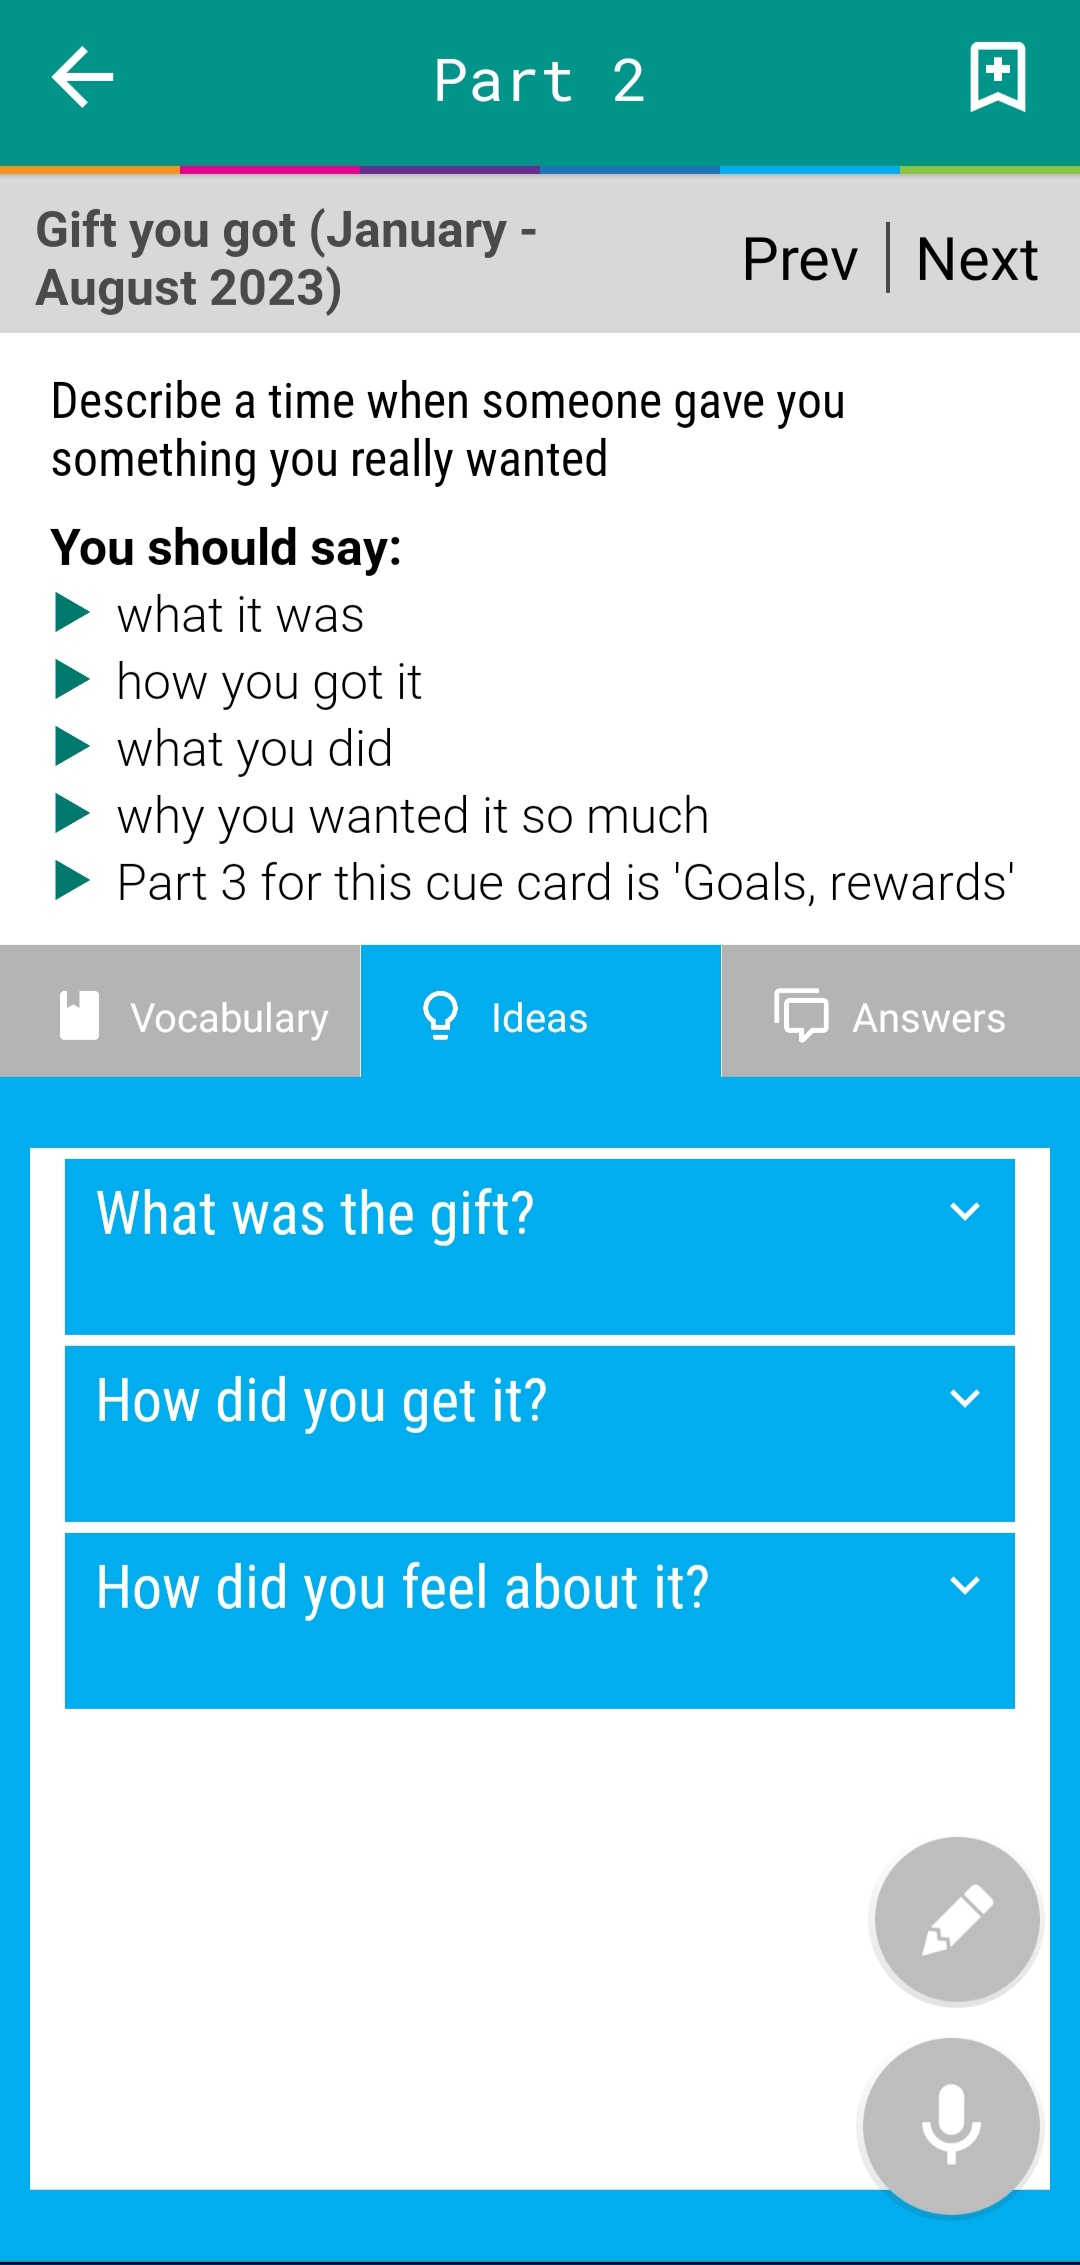 Part 2
Gift you got (January -
August 2023)
Prev | Next
Describe a time when someone gave you
something you really wanted
You should say:
what it was
how you got it
what you did
why you wanted it so much
Part 3 for this cue card is 'Goals, rewards'
Vocabulary
Ideas
Answers
What was the gift?
How did you get it?
How did you feel about it?